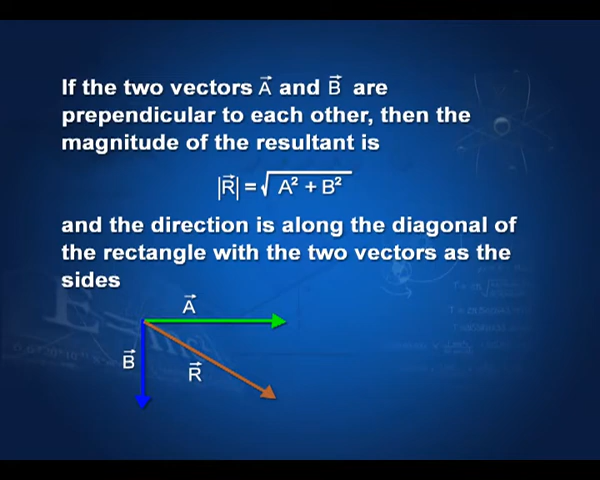 If the two vectors A⃗ and B⃗ are
prependicular to each other, then the
magnitude of the resultant is
|R⃗| = √(A² + B²)
and the direction is along the diagonal of
the rectangle with the two vectors as the
sides
A⃗
B⃗
R⃗